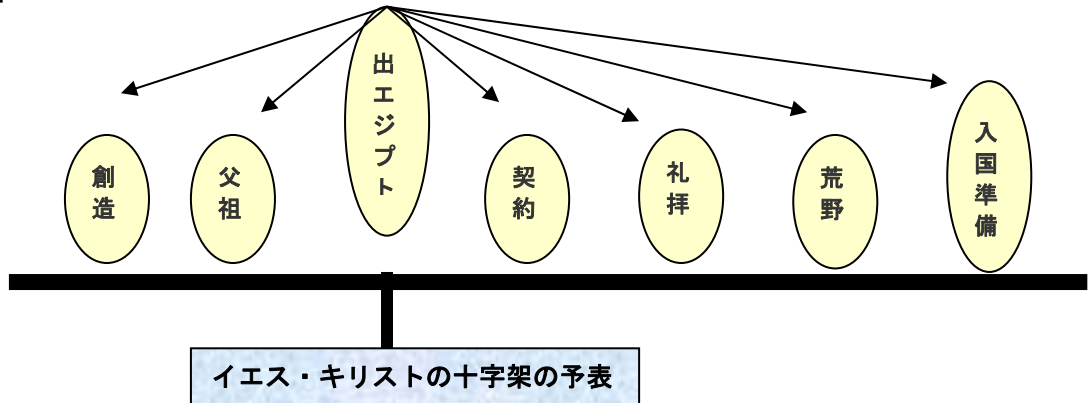 創造
父祖
出エジプト
契約
礼拝
荒野
入国準備
イエス・キリストの十字架の予表